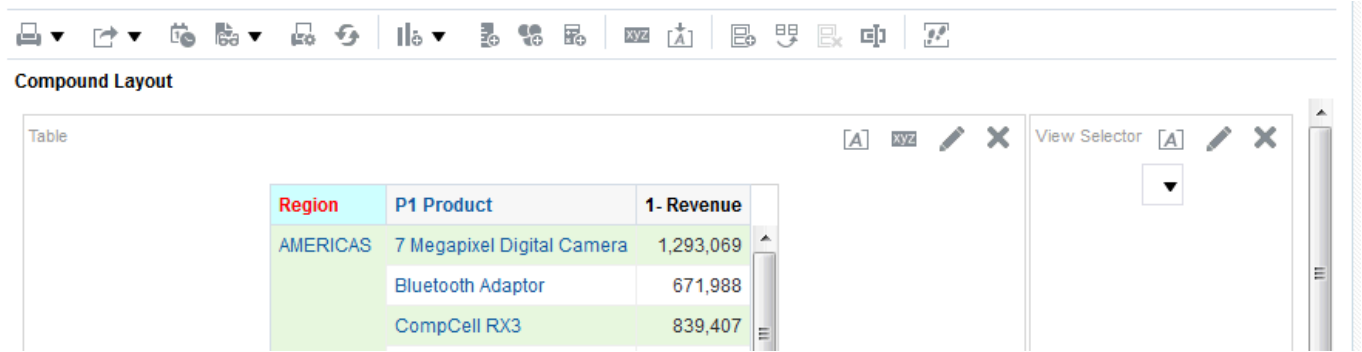 xyz A
Compound Layout
Table A xyz View Selector A
Region P1 Product 1- Revenue
AMERICAS 7 Megapixel Digital Camera 1,293,069
Bluetooth Adaptor 671,988
CompCell RX3 839,407